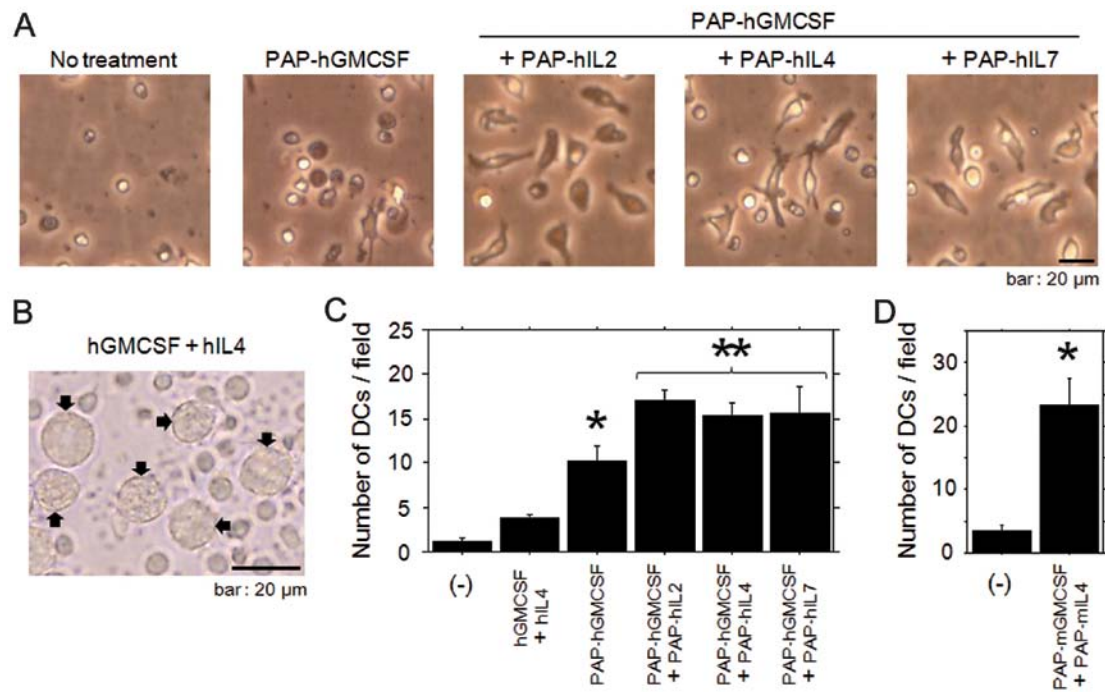 A
PAP-hGMCSF
No treatment
PAP-hGMCSF
+ PAP-hIL2
+ PAP-hIL4
+ PAP-hIL7
bar : 20 µm
B
hGMCSF + hIL4
bar : 20 µm
C
Number of DCs / field
25
20
15
10
5
0
*
**
(-)
hGMCSF
+ hIL4
PAP-hGMCSF
PAP-hGMCSF
+ PAP-hIL2
PAP-hGMCSF
+ PAP-hIL4
PAP-hGMCSF
+ PAP-hIL7
D
Number of DCs / field
30
20
10
0
*
(-)
PAP-mGMCSF
+ PAP-mIL4